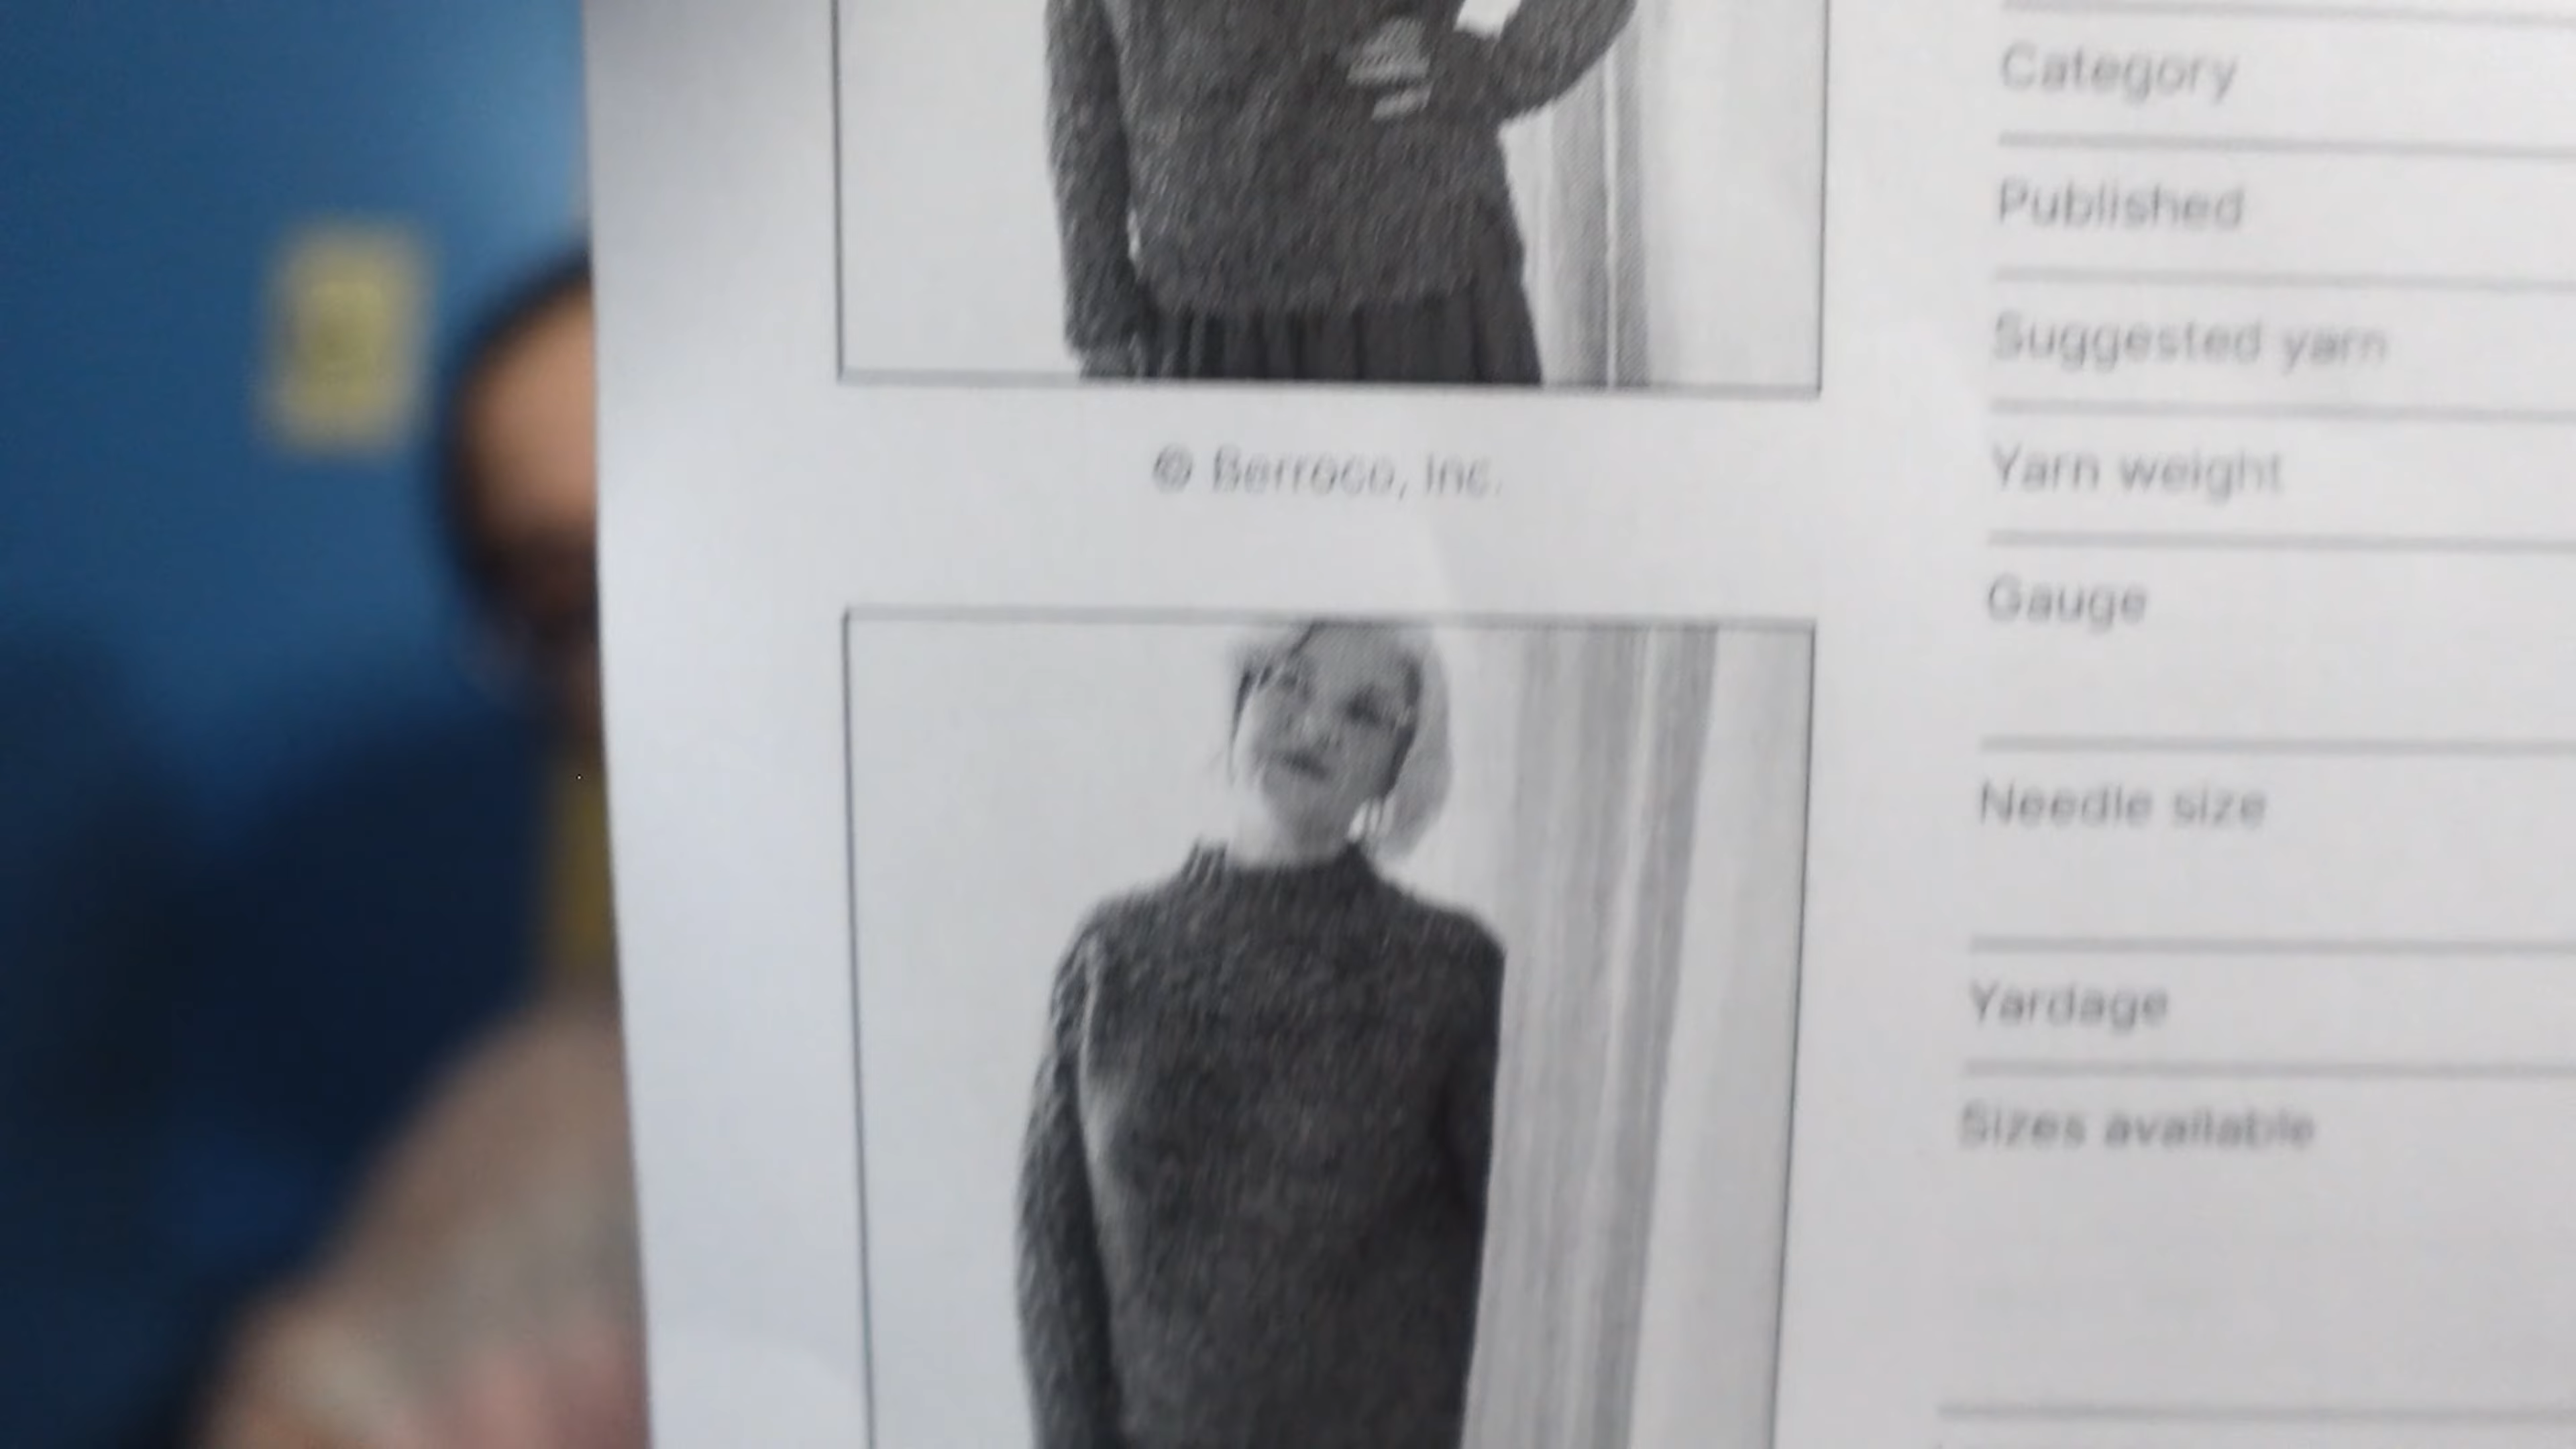 Category
Published
Suggested yarn
© Berroco, Inc.
Yarn weight
Gauge
Needle size
Yardage
Sizes available